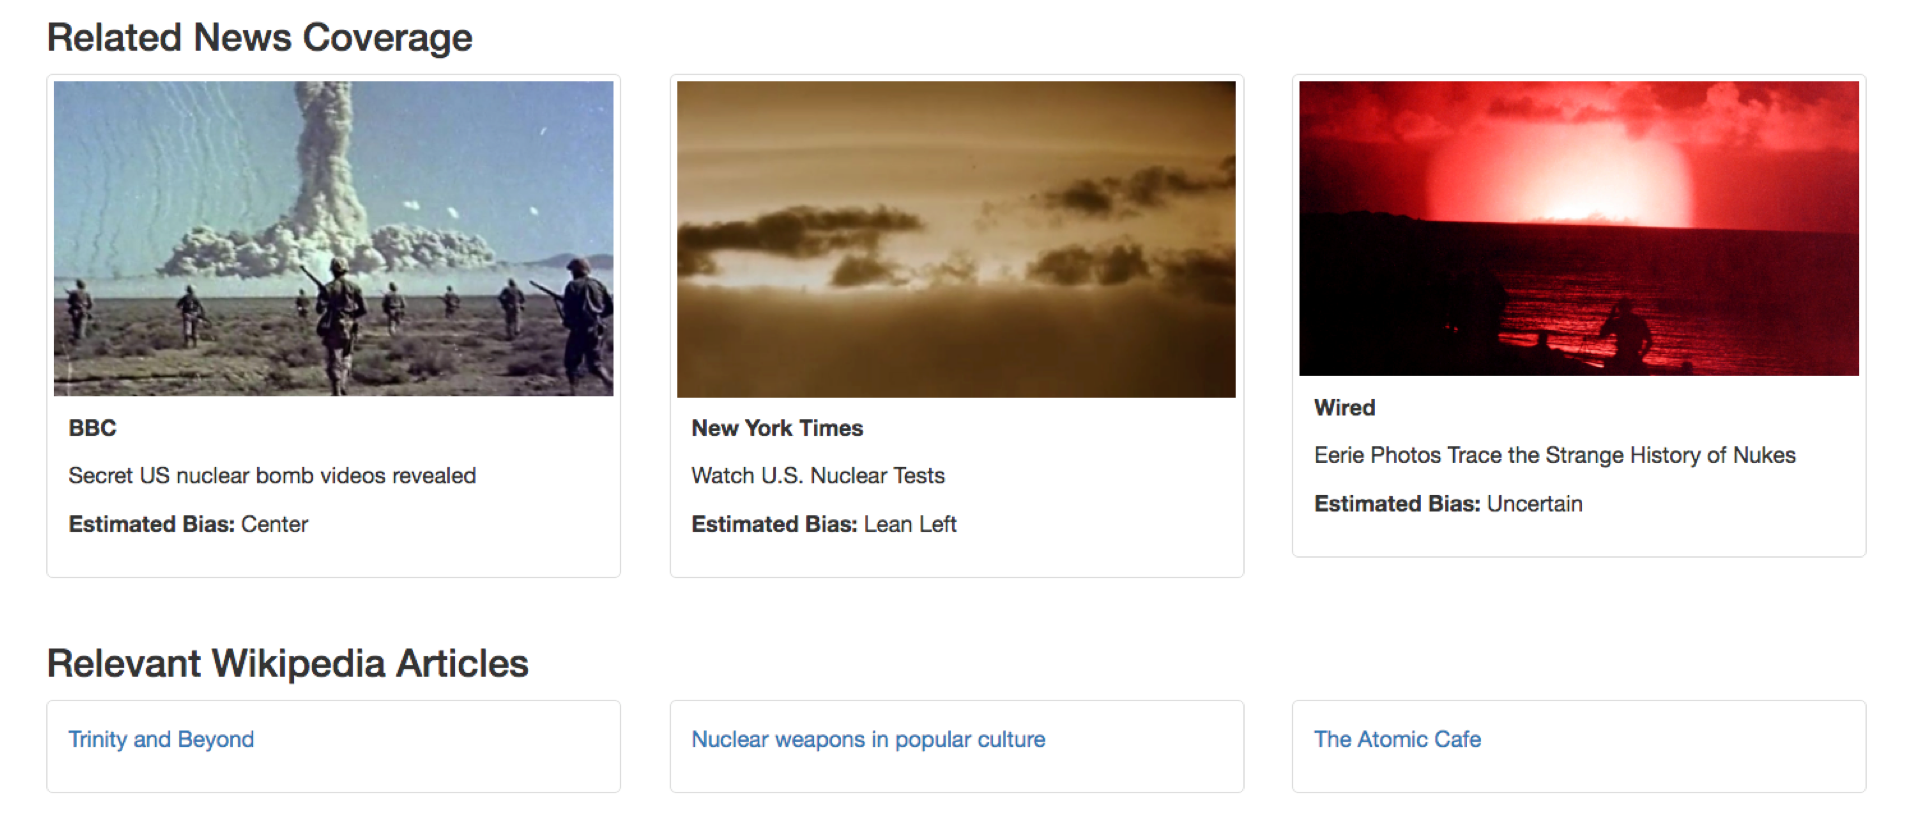 Related News Coverage
BBC
Secret US nuclear bomb videos revealed
Estimated Bias: Center
New York Times
Watch U.S. Nuclear Tests
Estimated Bias: Lean Left
Wired
Eerie Photos Trace the Strange History of Nukes
Estimated Bias: Uncertain
Relevant Wikipedia Articles
Trinity and Beyond
Nuclear weapons in popular culture
The Atomic Cafe